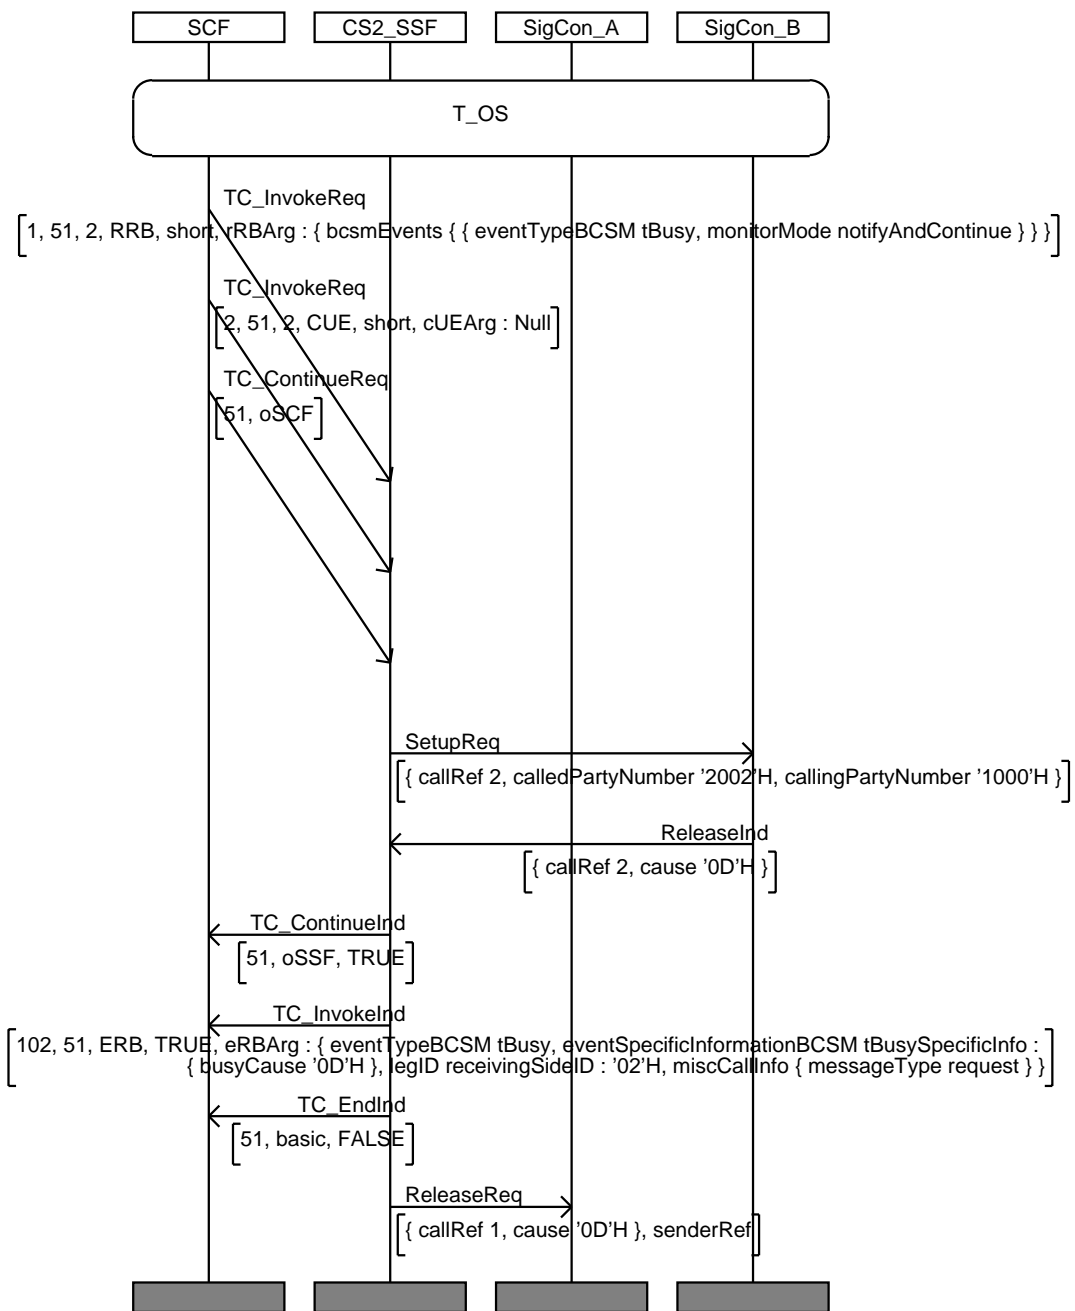 SCF CS2_SSF SigCon_A SigCon_B
T_OS
TC_InvokeReq
1, 51, 2, RRB, short, rRBArg : { bcsmEvents { { eventTypeBCSM tBusy, monitorMode notifyAndContinue } } }
TC_InvokeReq
2, 51, 2, CUE, short, cUEArg : Null
TC_ContinueReq
51, oSCF
SetupReq
{ callRef 2, calledPartyNumber ’2002’H, callingPartyNumber ’1000’H }
ReleaseInd
{ callRef 2, cause ’0D’H }
TC_ContinueInd
51, oSSF, TRUE
TC_InvokeInd
102, 51, ERB, TRUE, eRBArg : { eventTypeBCSM tBusy, eventSpecificInformationBCSM tBusySpecificInfo :
{ busyCause ’0D’H }, legID receivingSideID : ’02’H, miscCallInfo { messageType request } }
TC_EndInd
51, basic, FALSE
ReleaseReq
{ callRef 1, cause ’0D’H }, senderRef